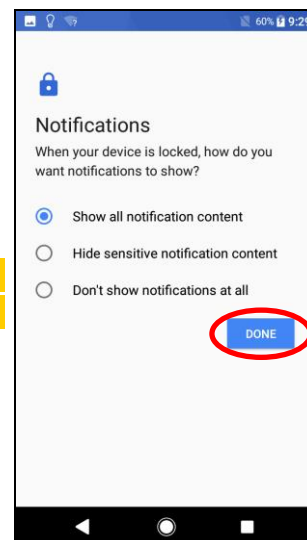 60% 9:29
Notifications
When your device is locked, how do you
want notifications to show?
Show all notification content
Hide sensitive notification content
Don't show notifications at all
DONE